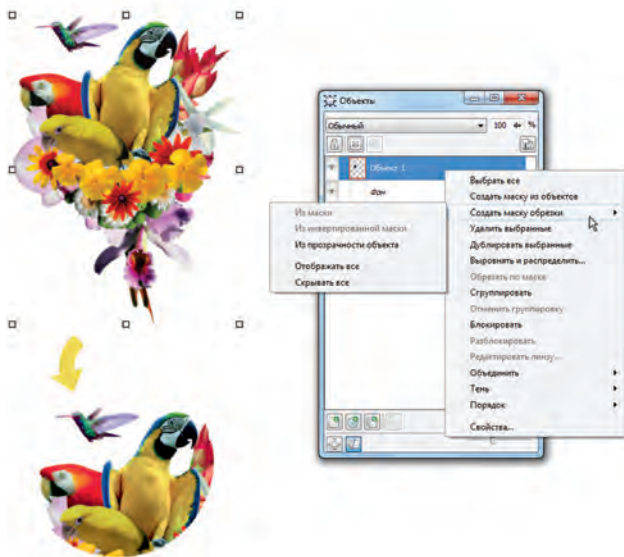 Объекты
Обычный 100 %
Объект 1
Фон
Выбрать все
Создать маску из объектов
Создать маску обрезки
Удалить выбранные
Дублировать выбранные
Выровнять и распределить...
Обрезать по маске
Сгруппировать
Отменить группировку
Блокировать
Разблокировать
Редактировать линзу...
Объединить
Тень
Порядок
Свойства...
Из маски
Из инвертированной маски
Из прозрачности объекта
Отображать все
Скрывать все